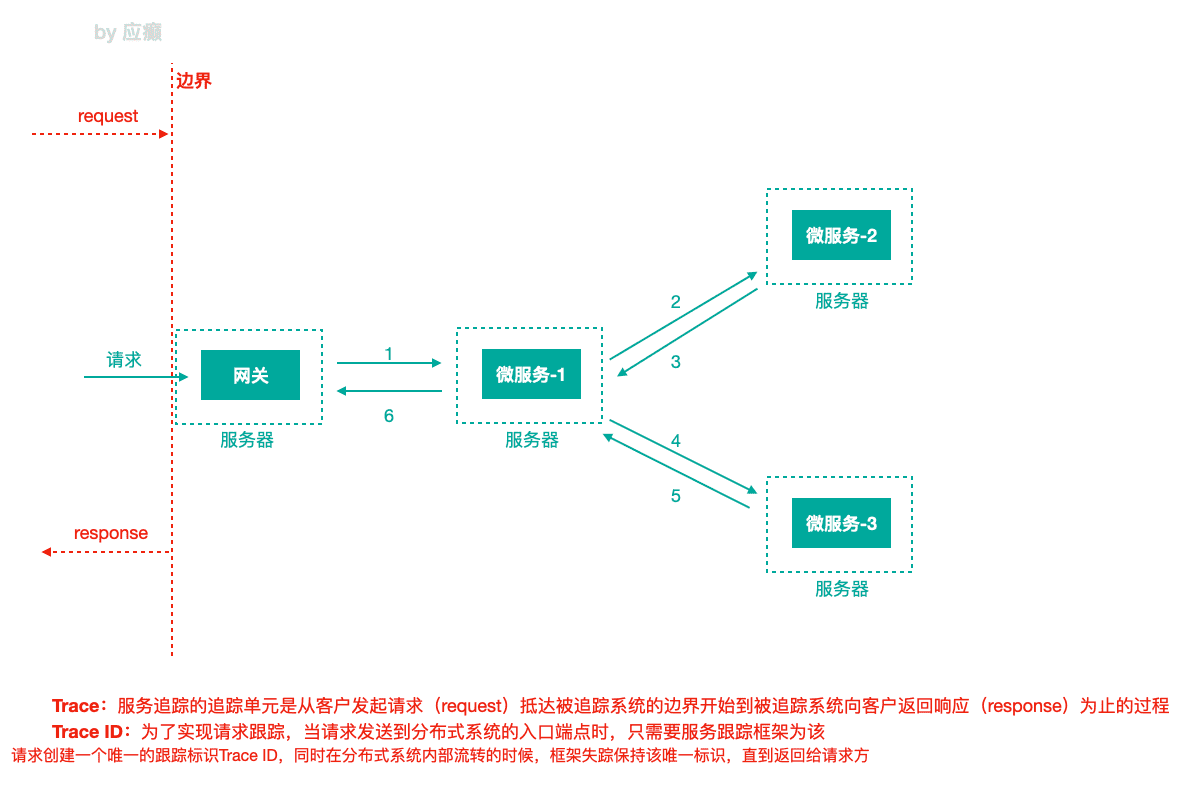 by 应癫
边界
request
微服务-2
2
服务器
3
请求
网关
1
微服务-1
6
服务器
服务器
4
5
response
微服务-3
服务器
Trace：服务追踪的追踪单元是从客户发起请求（request）抵达被追踪系统的边界开始到被追踪系统向客户返回响应（response）为止的过程
Trace ID：为了实现请求跟踪，当请求发送到分布式系统的入口端点时，只需要服务跟踪框架为该
请求创建一个唯一的跟踪标识Trace ID，同时在分布式系统内部流转的时候，框架失踪保持该唯一标识，直到返回给请求方